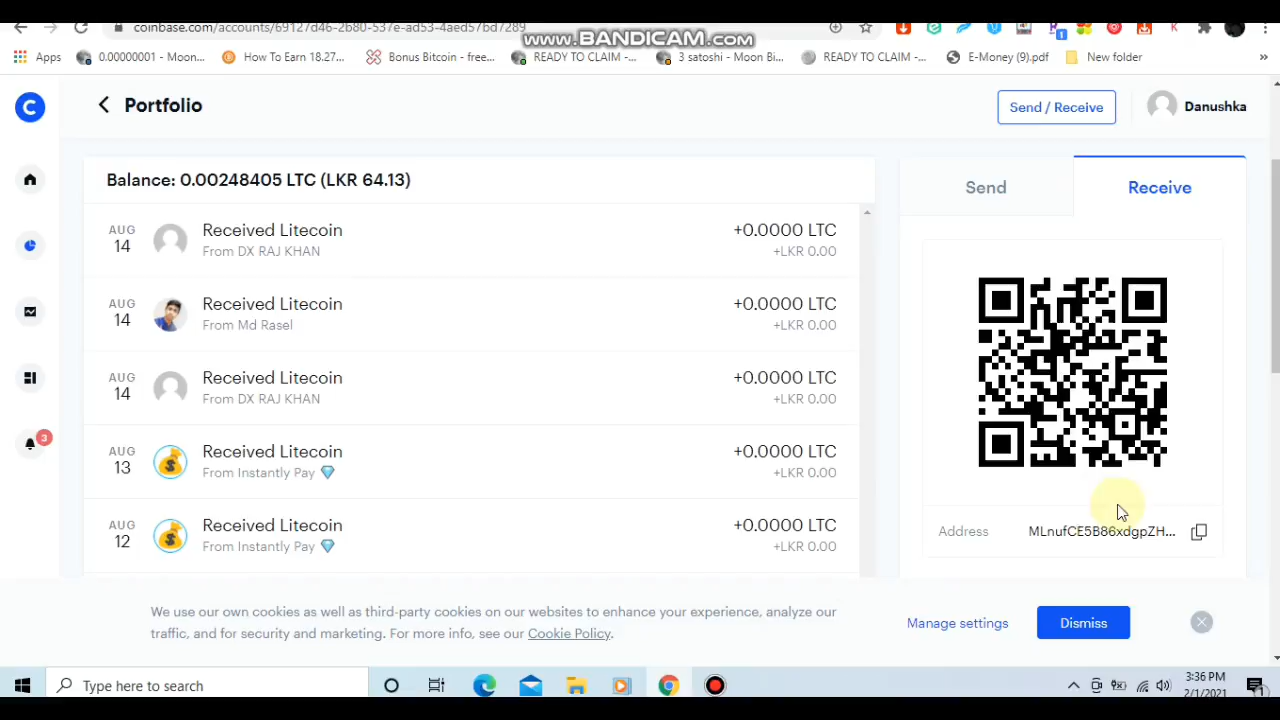 coinbase.com/accounts/69127d46-2b80-537e-ad53-4aed57bd7289
www.BANDICAM.com
Apps
0.00000001 - Moon...
How To Earn 18.27...
Bonus Bitcoin - free...
READY TO CLAIM -...
3 satoshi - Moon Bi...
READY TO CLAIM -...
E-Money (9).pdf
New folder
»
C
Portfolio
Send / Receive
Danushka
Balance: 0.00248405 LTC (LKR 64.13)
Send
Receive
AUG 14
Received Litecoin
From DX RAJ KHAN
+0.0000 LTC
+LKR 0.00
AUG 14
Received Litecoin
From Md Rasel
+0.0000 LTC
+LKR 0.00
AUG 14
Received Litecoin
From DX RAJ KHAN
+0.0000 LTC
+LKR 0.00
AUG 13
Received Litecoin
From Instantly Pay 💎
+0.0000 LTC
+LKR 0.00
AUG 12
Received Litecoin
From Instantly Pay 💎
+0.0000 LTC
+LKR 0.00
3
Address
MLnufCE5B86xdgpZH...
We use our own cookies as well as third-party cookies on our websites to enhance your experience, analyze our
traffic, and for security and marketing. For more info, see our Cookie Policy.
Manage settings
Dismiss
Type here to search
3:36 PM
2/1/2021
1